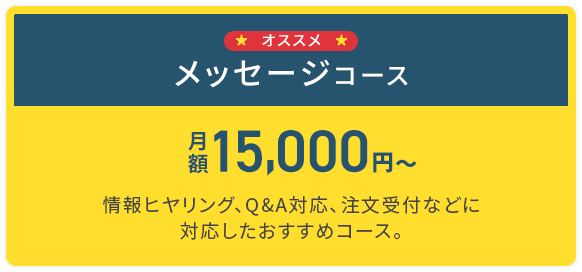 ★ オススメ ★
メッセージコース
月額15,000円〜
情報ヒヤリング、Q&A対応、注文受付などに
対応したおすすめコース。